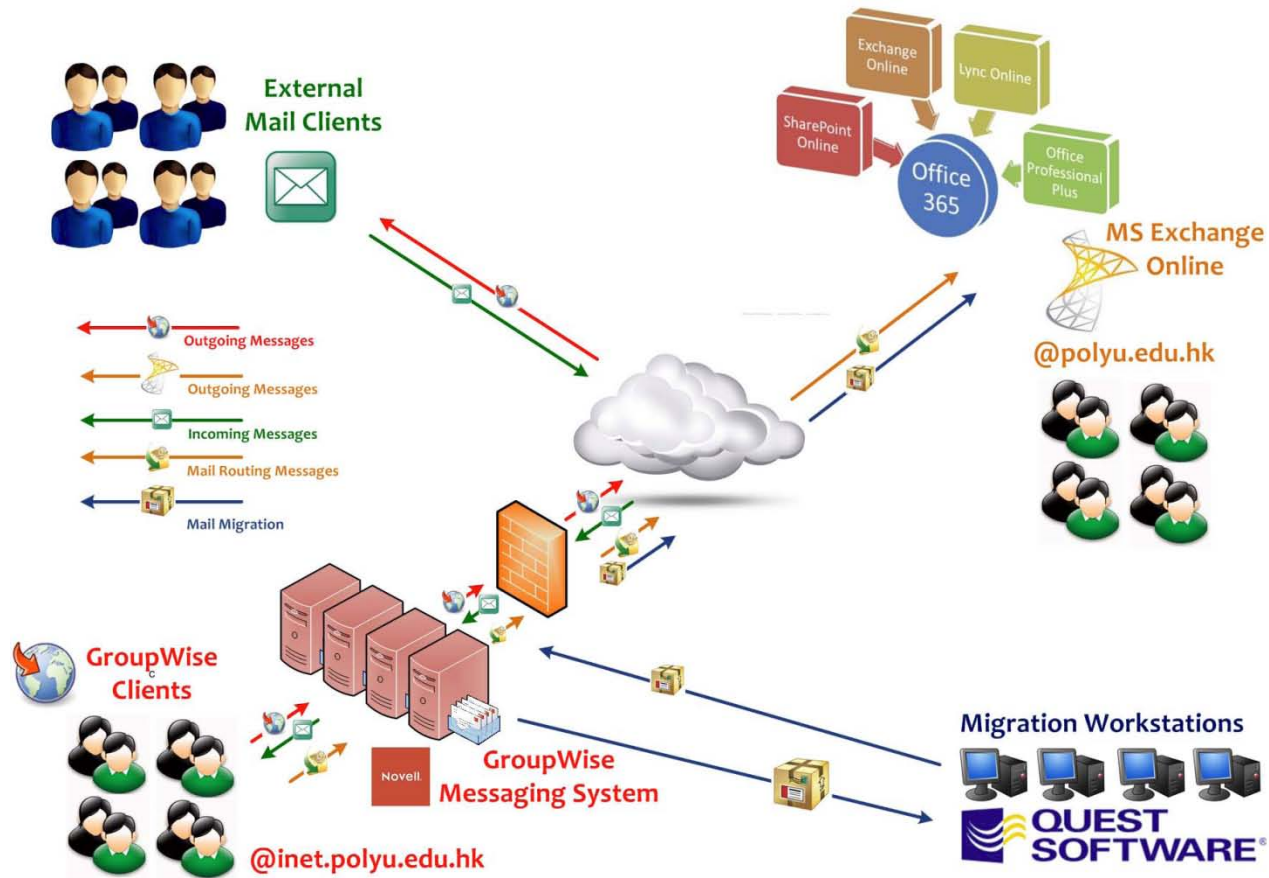 External
Mail Clients
Exchange
Online
Lync Online
SharePoint
Online
Office
Professional
Plus
Office
365
MS Exchange
Online
@polyu.edu.hk
Outgoing Messages
Outgoing Messages
Incoming Messages
Mail Routing Messages
Mail Migration
GroupWise
Clients
C
Novell.
GroupWise
Messaging System
@inet.polyu.edu.hk
Migration Workstations
QUEST
SOFTWARE®